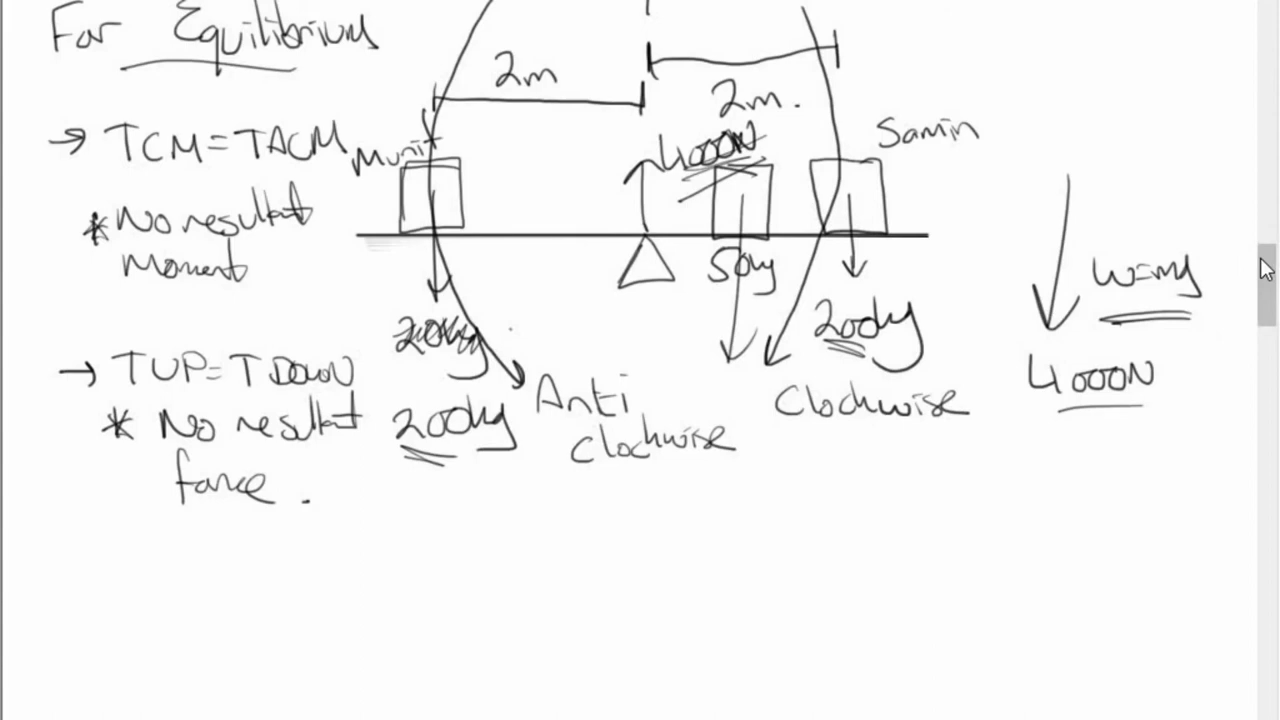 For Equilibrium
2m
2m.
→ TCM = TACM
Munif
4000N
Samin
* No resultant
Moment
50kg
W=mg
200kg
200kg
4000N
→ TUP = TDOWN
* No resultant
force.
200kg
Anti
clockwise
Clockwise